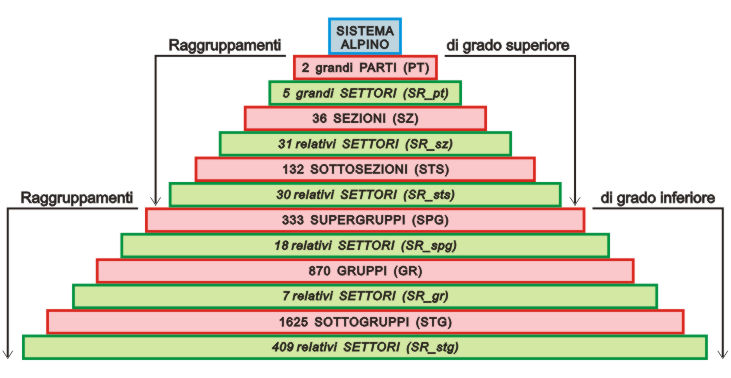 SISTEMA
ALPINO
Raggruppamenti
di grado superiore
2 grandi PARTI (PT)
5 grandi SETTORI (SR_pt)
36 SEZIONI (SZ)
31 relativi SETTORI (SR_sz)
132 SOTTOSEZIONI (STS)
30 relativi SETTORI (SR_sts)
Raggruppamenti
di grado inferiore
333 SUPERGRUPPI (SPG)
18 relativi SETTORI (SR_spg)
870 GRUPPI (GR)
7 relativi SETTORI (SR_gr)
1625 SOTTOGRUPPI (STG)
409 relativi SETTORI (SR_stg)